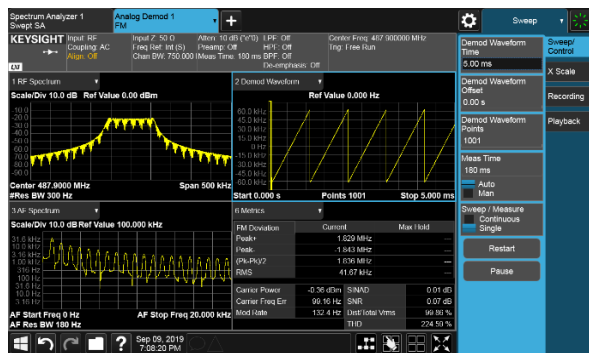 Spectrum Analyzer 1
Swept SA
Analog Demod 1
FM
Sweep
KEYSIGHT
Input: RF
Coupling: AC
Align: Off
Input Z: 50 Ω
Freq Ref: Int (S)
Chan BW: 750.000
Atten: 10 dB
Preamp: Off
Meas Time: 180 ms
LPF: Off
HPF: Off
BPF: Off
De-emphasis: Off
Center Freq: 487.900000 MHz
Trig: Free Run
1 RF Spectrum
Scale/Div 10.0 dB Ref Value 0.00 dBm
-10.0
-40.0
-50.0
-60.0
-80.0
-90.0
Center 487.9000 MHz
Span 500 kHz
#Res BW 300 Hz
2 Demod Waveform
Ref Value 0.000 Hz
60.0 kHz
45.0 kHz
30.0 kHz
15.0 kHz
0 Hz
-15.0 kHz
-30.0 kHz
-45.0 kHz
-60.0 kHz
Start 0.000 s
Points 1001
Stop 5.000 ms
3 AF Spectrum
Scale/Div 10.0 dB Ref Value 100.000 kHz
31.6 kHz
10.0 kHz
3.16 kHz
1.00 kHz
316 Hz
100 Hz
31.6 Hz
10.0 Hz
3.16 Hz
AF Start Freq 0 Hz
AF Stop Freq 20.000 kHz
AF Res BW 180 Hz
6 Metrics
FM Deviation Current Max Hold
Peak+ 1.829 MHz ---
Peak- -1.843 MHz ---
(Pk-Pk)/2 1.836 MHz ---
RMS 41.67 kHz ---
Carrier Power -0.36 dBm SINAD 0.01 dB
Carrier Freq Err 99.16 Hz SNR 0.07 dB
Mod Rate 132.4 Hz Dist/Total Vrms 99.86 %
THD 224.50 %
Demod Waveform
Time
5.00 ms
Demod Waveform
Offset
0.00 s
Demod Waveform
Points
1001
Meas Time
180 ms
Auto
Man
Sweep / Measure
Continuous
Single
Restart
Pause
Sweep/
Control
X Scale
Recording
Playback
?
Sep 09, 2019
7:08:20 PM